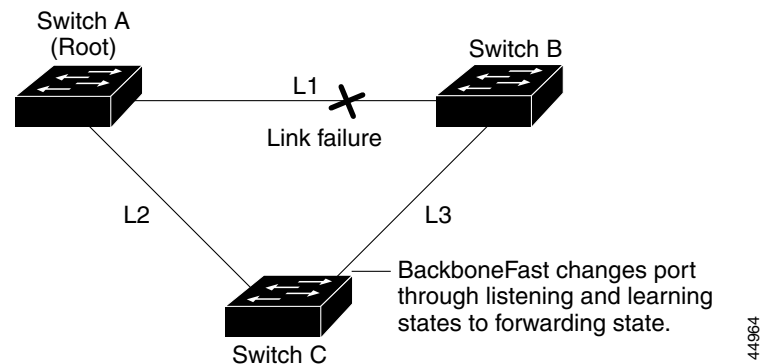 Switch A
(Root)
Switch B
L1
Link failure
L2
L3
BackboneFast changes port
through listening and learning
states to forwarding state.
Switch C
44964